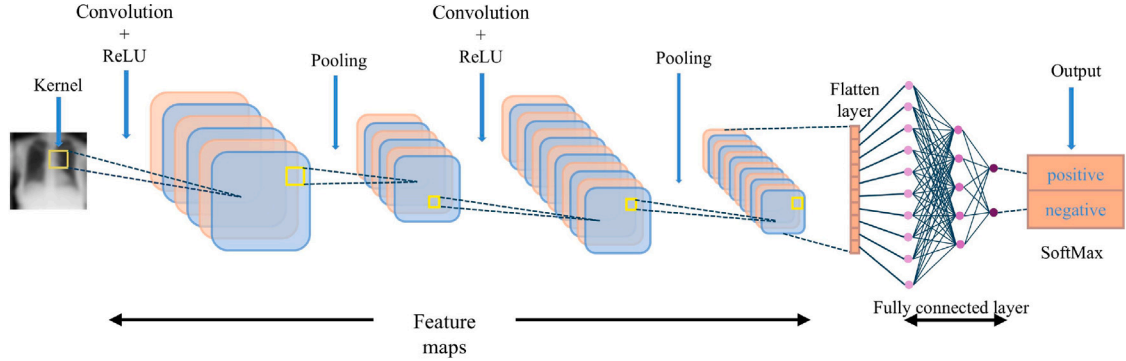 Convolution
+
ReLU
Kernel
Pooling
Convolution
+
ReLU
Pooling
Flatten
layer
Output
positive
negative
SoftMax
Fully connected layer
Feature
maps